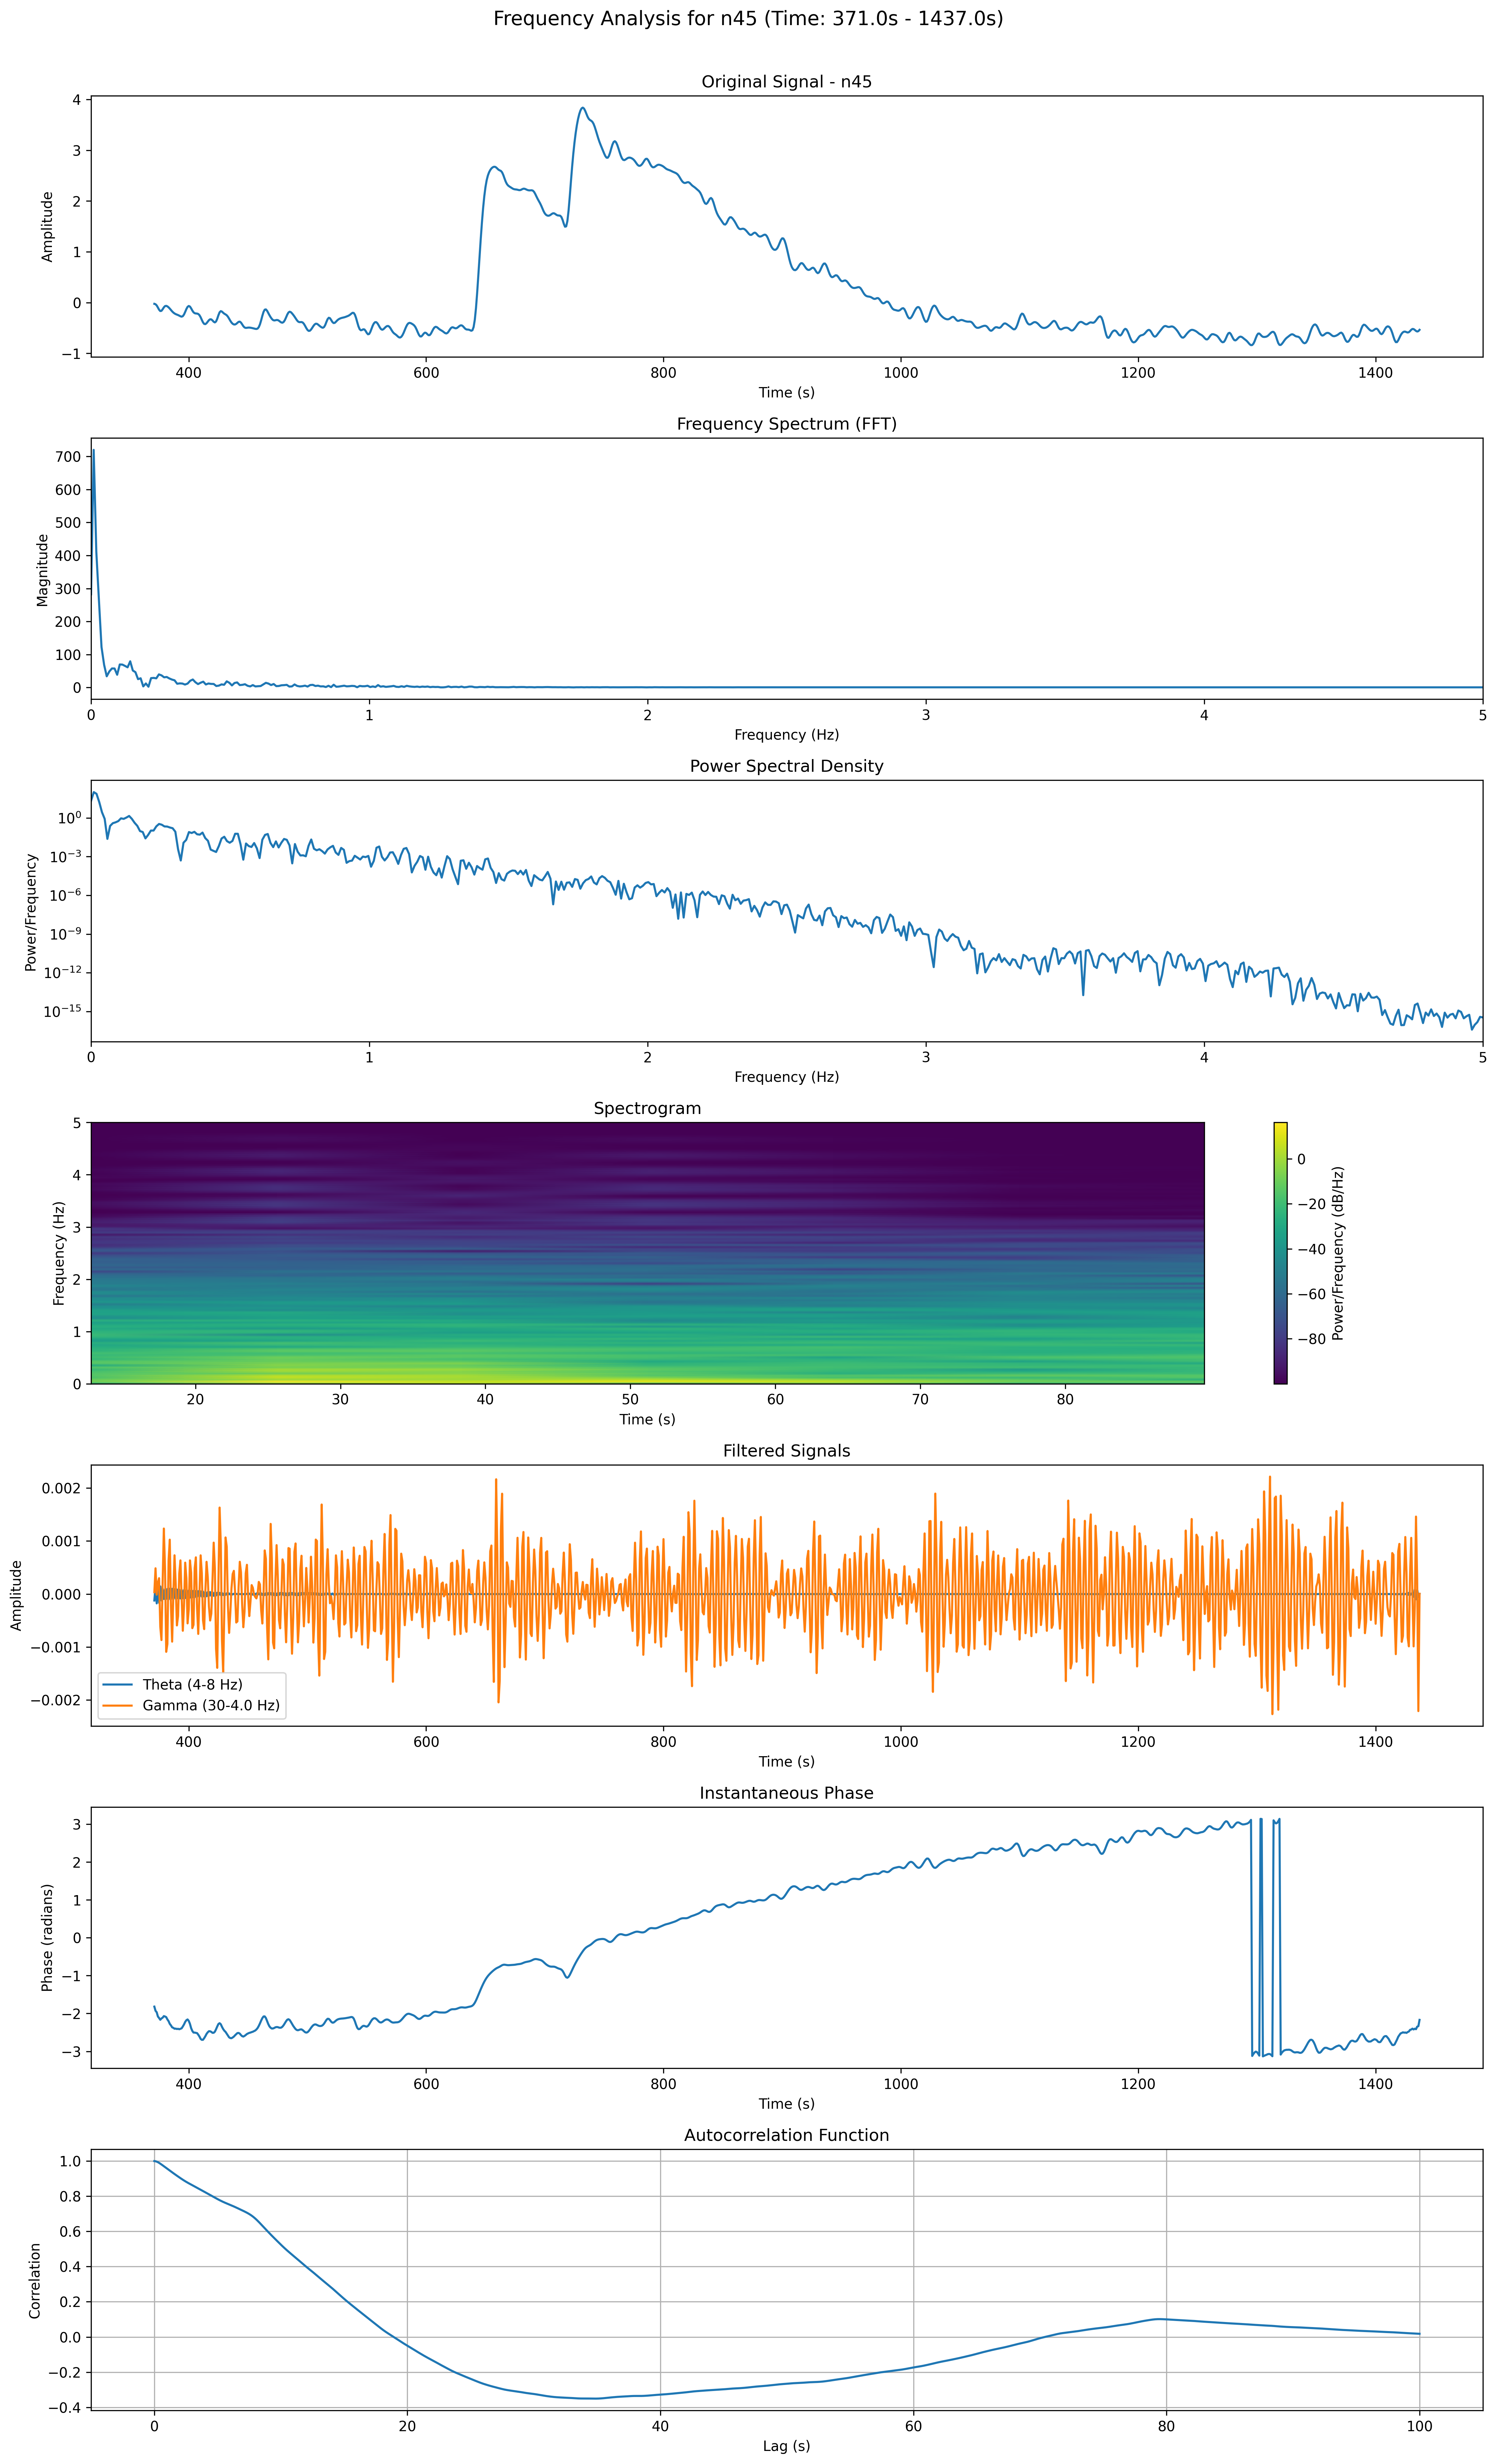 Frequency Analysis for n45 (Time: 371.0s - 1437.0s)
Original Signal - n45
4
3
2
1
0
−1
Amplitude
400 600 800 1000 1200 1400
Time (s)
Frequency Spectrum (FFT)
700
600
500
400
300
200
100
0
Magnitude
0 1 2 3 4 5
Frequency (Hz)
Power Spectral Density
10⁰
10⁻³
10⁻⁶
10⁻⁹
10⁻¹²
10⁻¹⁵
Power/Frequency
0 1 2 3 4 5
Frequency (Hz)
Spectrogram
5
4
3
2
1
0
Frequency (Hz)
20 30 40 50 60 70 80
Time (s)
0
−20
−40
−60
−80
Power/Frequency (dB/Hz)
Filtered Signals
0.002
0.001
0.000
−0.001
−0.002
Amplitude
Theta (4-8 Hz)
Gamma (30-4.0 Hz)
400 600 800 1000 1200 1400
Time (s)
Instantaneous Phase
3
2
1
0
−1
−2
−3
Phase (radians)
400 600 800 1000 1200 1400
Time (s)
Autocorrelation Function
1.0
0.8
0.6
0.4
0.2
0.0
−0.2
−0.4
Correlation
0 20 40 60 80 100
Lag (s)